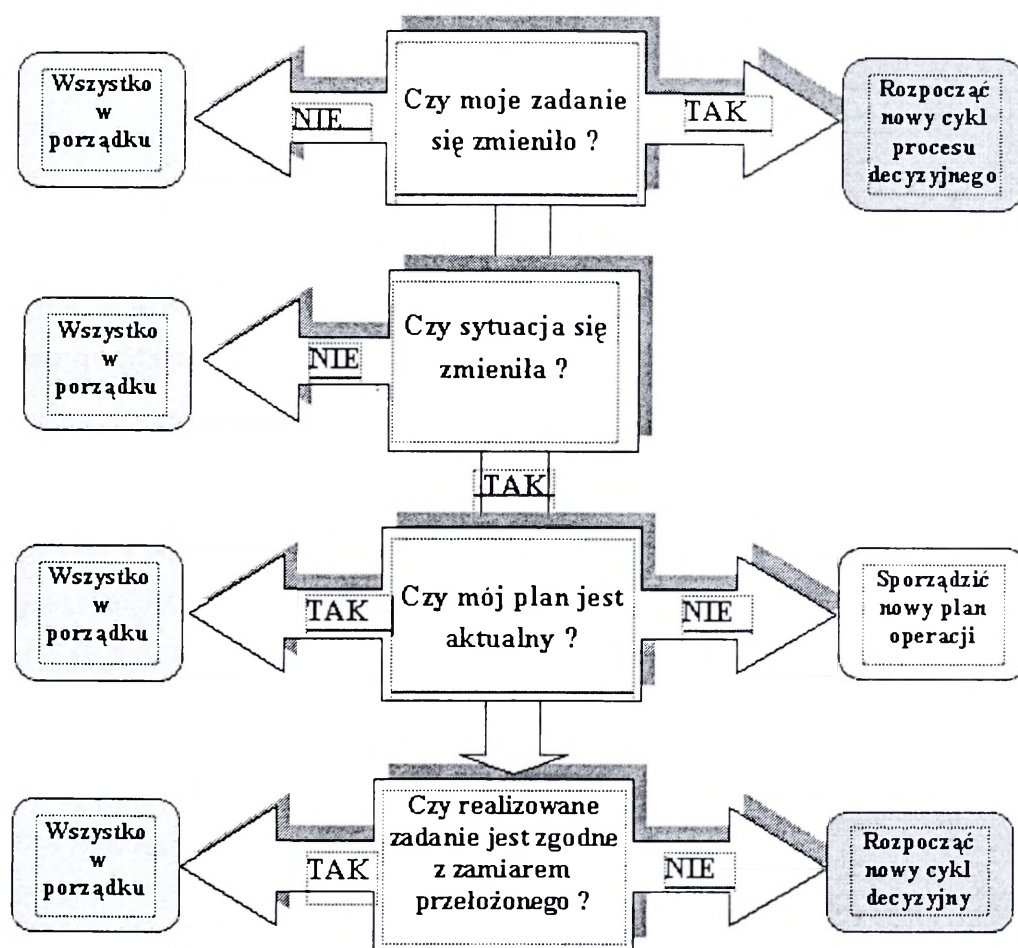 Wszystko
w
porządku
NIE
Czy moje zadanie
się zmieniło ?
TAK
Rozpocząć
nowy cykl
procesu
decyzyjnego
Wszystko
w
porządku
NIE
Czy sytuacja się
zmieniła ?
TAK
Wszystko
w
porządku
TAK
Czy mój plan jest
aktualny ?
NIE
Sporządzić
nowy plan
operacji
Wszystko
w
porządku
TAK
Czy realizowane
zadanie jest zgodne
z zamiarem
przełożonego ?
NIE
Rozpocząć
nowy cykl
decyzyjny